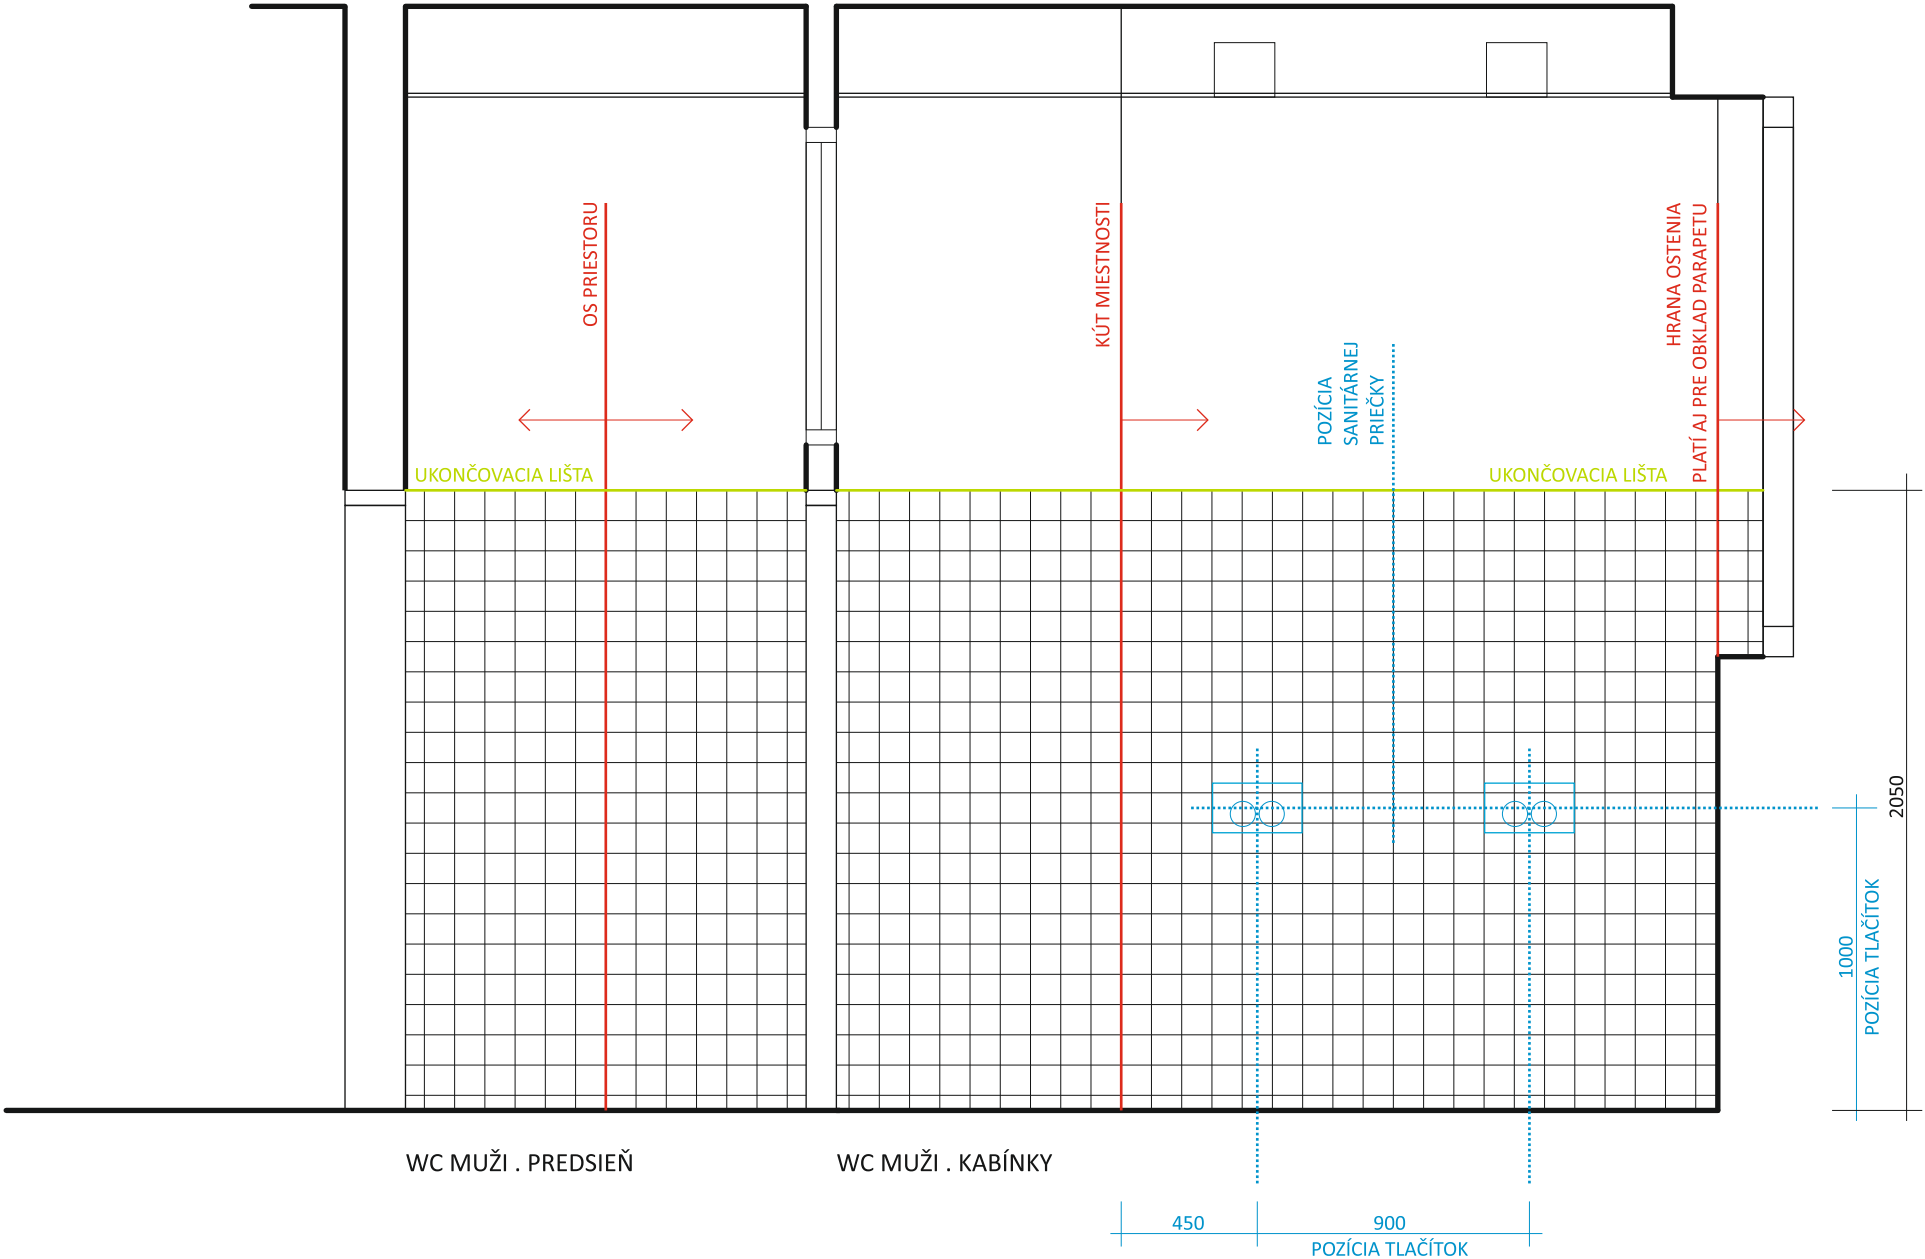 OS PRIESTORU
KÚT MIESTNOSTI
HRANA OSTENIA
PLATÍ AJ PRE OBKLAD PARAPETU
POZÍCIA
SANITÁRNEJ
PRIEČKY
UKONČOVACIA LIŠTA
UKONČOVACIA LIŠTA
2050
1000
POZÍCIA TLAČÍTOK
WC MUŽI . PREDSIEŇ
WC MUŽI . KABÍNKY
450
900
POZÍCIA TLAČÍTOK